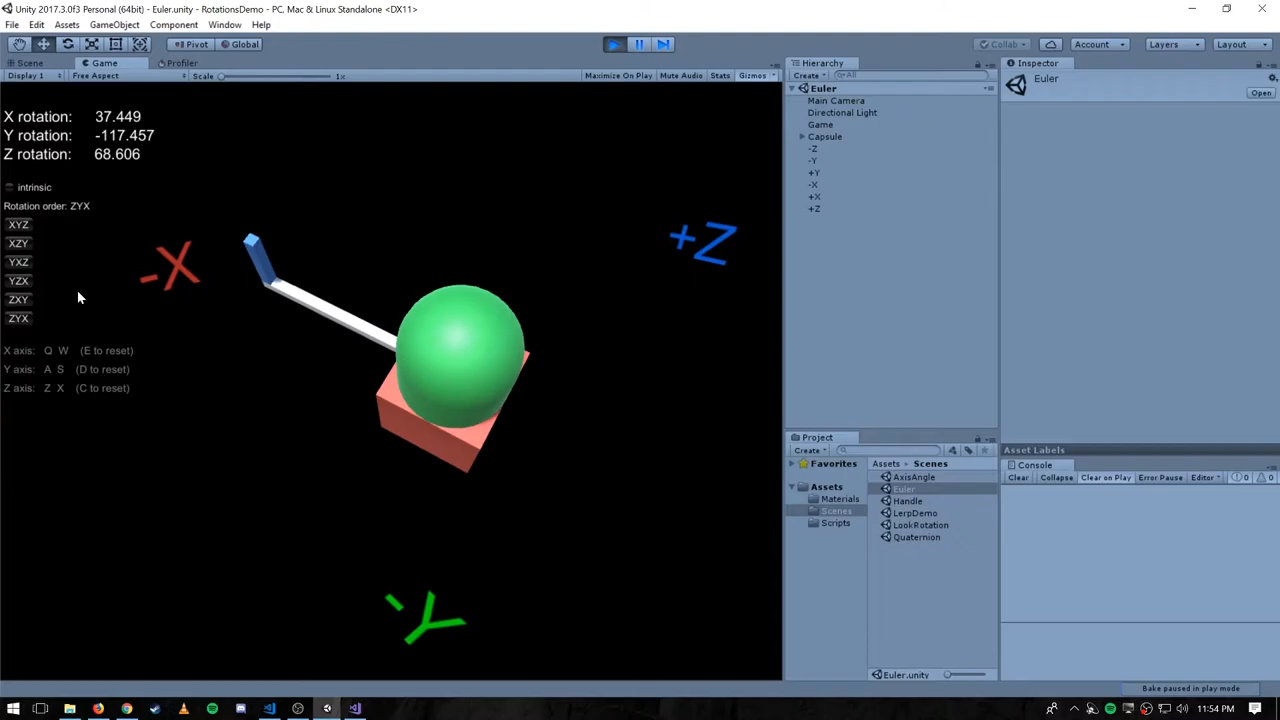 Unity 2017.3.0f3 Personal (64bit) - Euler.unity - RotationsDemo - PC, Mac & Linux Standalone <DX11>
File Edit Assets GameObject Component Window Help
Pivot Global Collab Account Layers Layout
Scene Game Profiler Hierarchy Inspector
Display 1 Free Aspect Scale 1x Maximize On Play Mute Audio Stats Gizmos Create All
Euler
Open
Euler
Main Camera
Directional Light
Game
Capsule
-Z
-Y
+Y
-X
+X
+Z
X rotation: 37.449
Y rotation: -117.457
Z rotation: 68.606
intrinsic
Rotation order: ZYX
XYZ
XZY
YXZ
YZX
ZXY
ZYX
X axis: Q W (E to reset)
Y axis: A S (D to reset)
Z axis: Z X (C to reset)
-X
+Z
-Y
Project
Create
Favorites
Assets
Materials
Scenes
Scripts
Assets Scenes
AxisAngle
Euler
Handle
LerpDemo
LookRotation
Quaternion
Euler.unity
Asset Labels
Console
Clear Collapse Clear on Play Error Pause Editor 0 0
Bake paused in play mode
11:54 PM